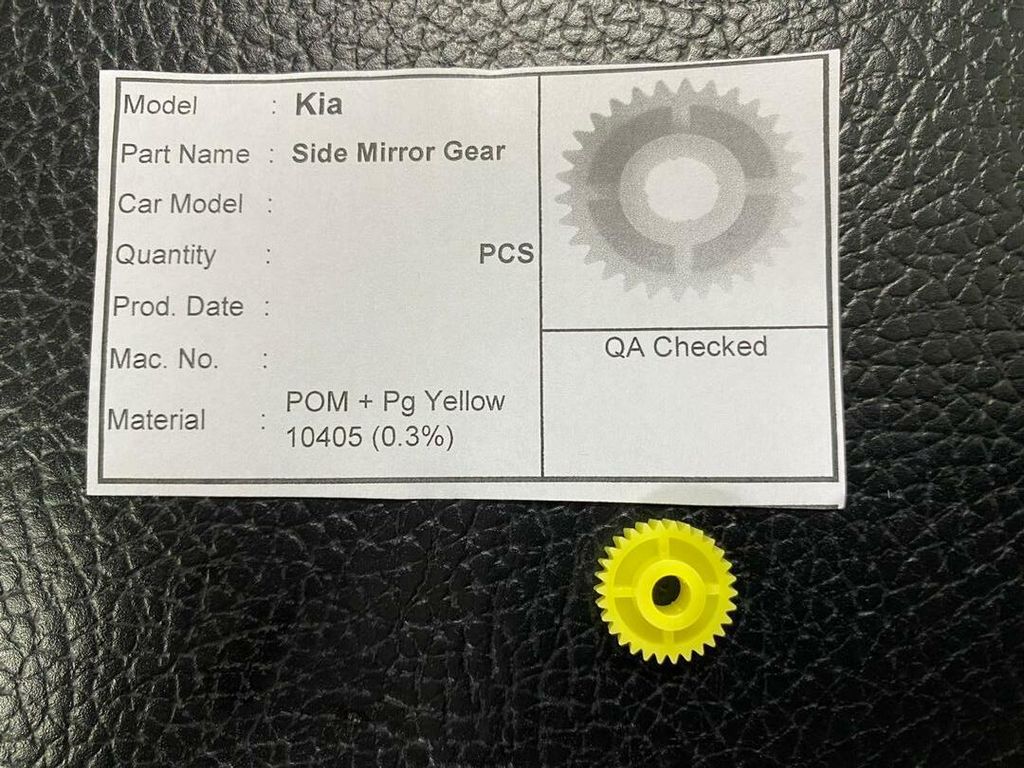 Model : Kia
Part Name : Side Mirror Gear
Car Model :
Quantity : PCS
Prod. Date :
Mac. No. :
Material : POM + Pg Yellow
10405 (0.3%)
QA Checked